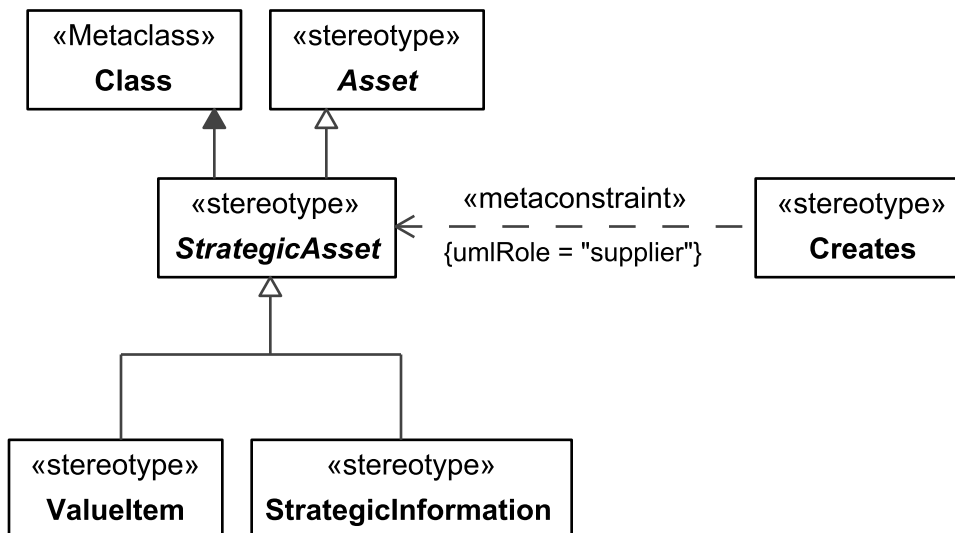 «Metaclass»
Class
«stereotype»
Asset
«stereotype»
StrategicAsset
«metaconstraint»
{umlRole = "supplier"}
«stereotype»
Creates
«stereotype»
ValueItem
«stereotype»
StrategicInformation